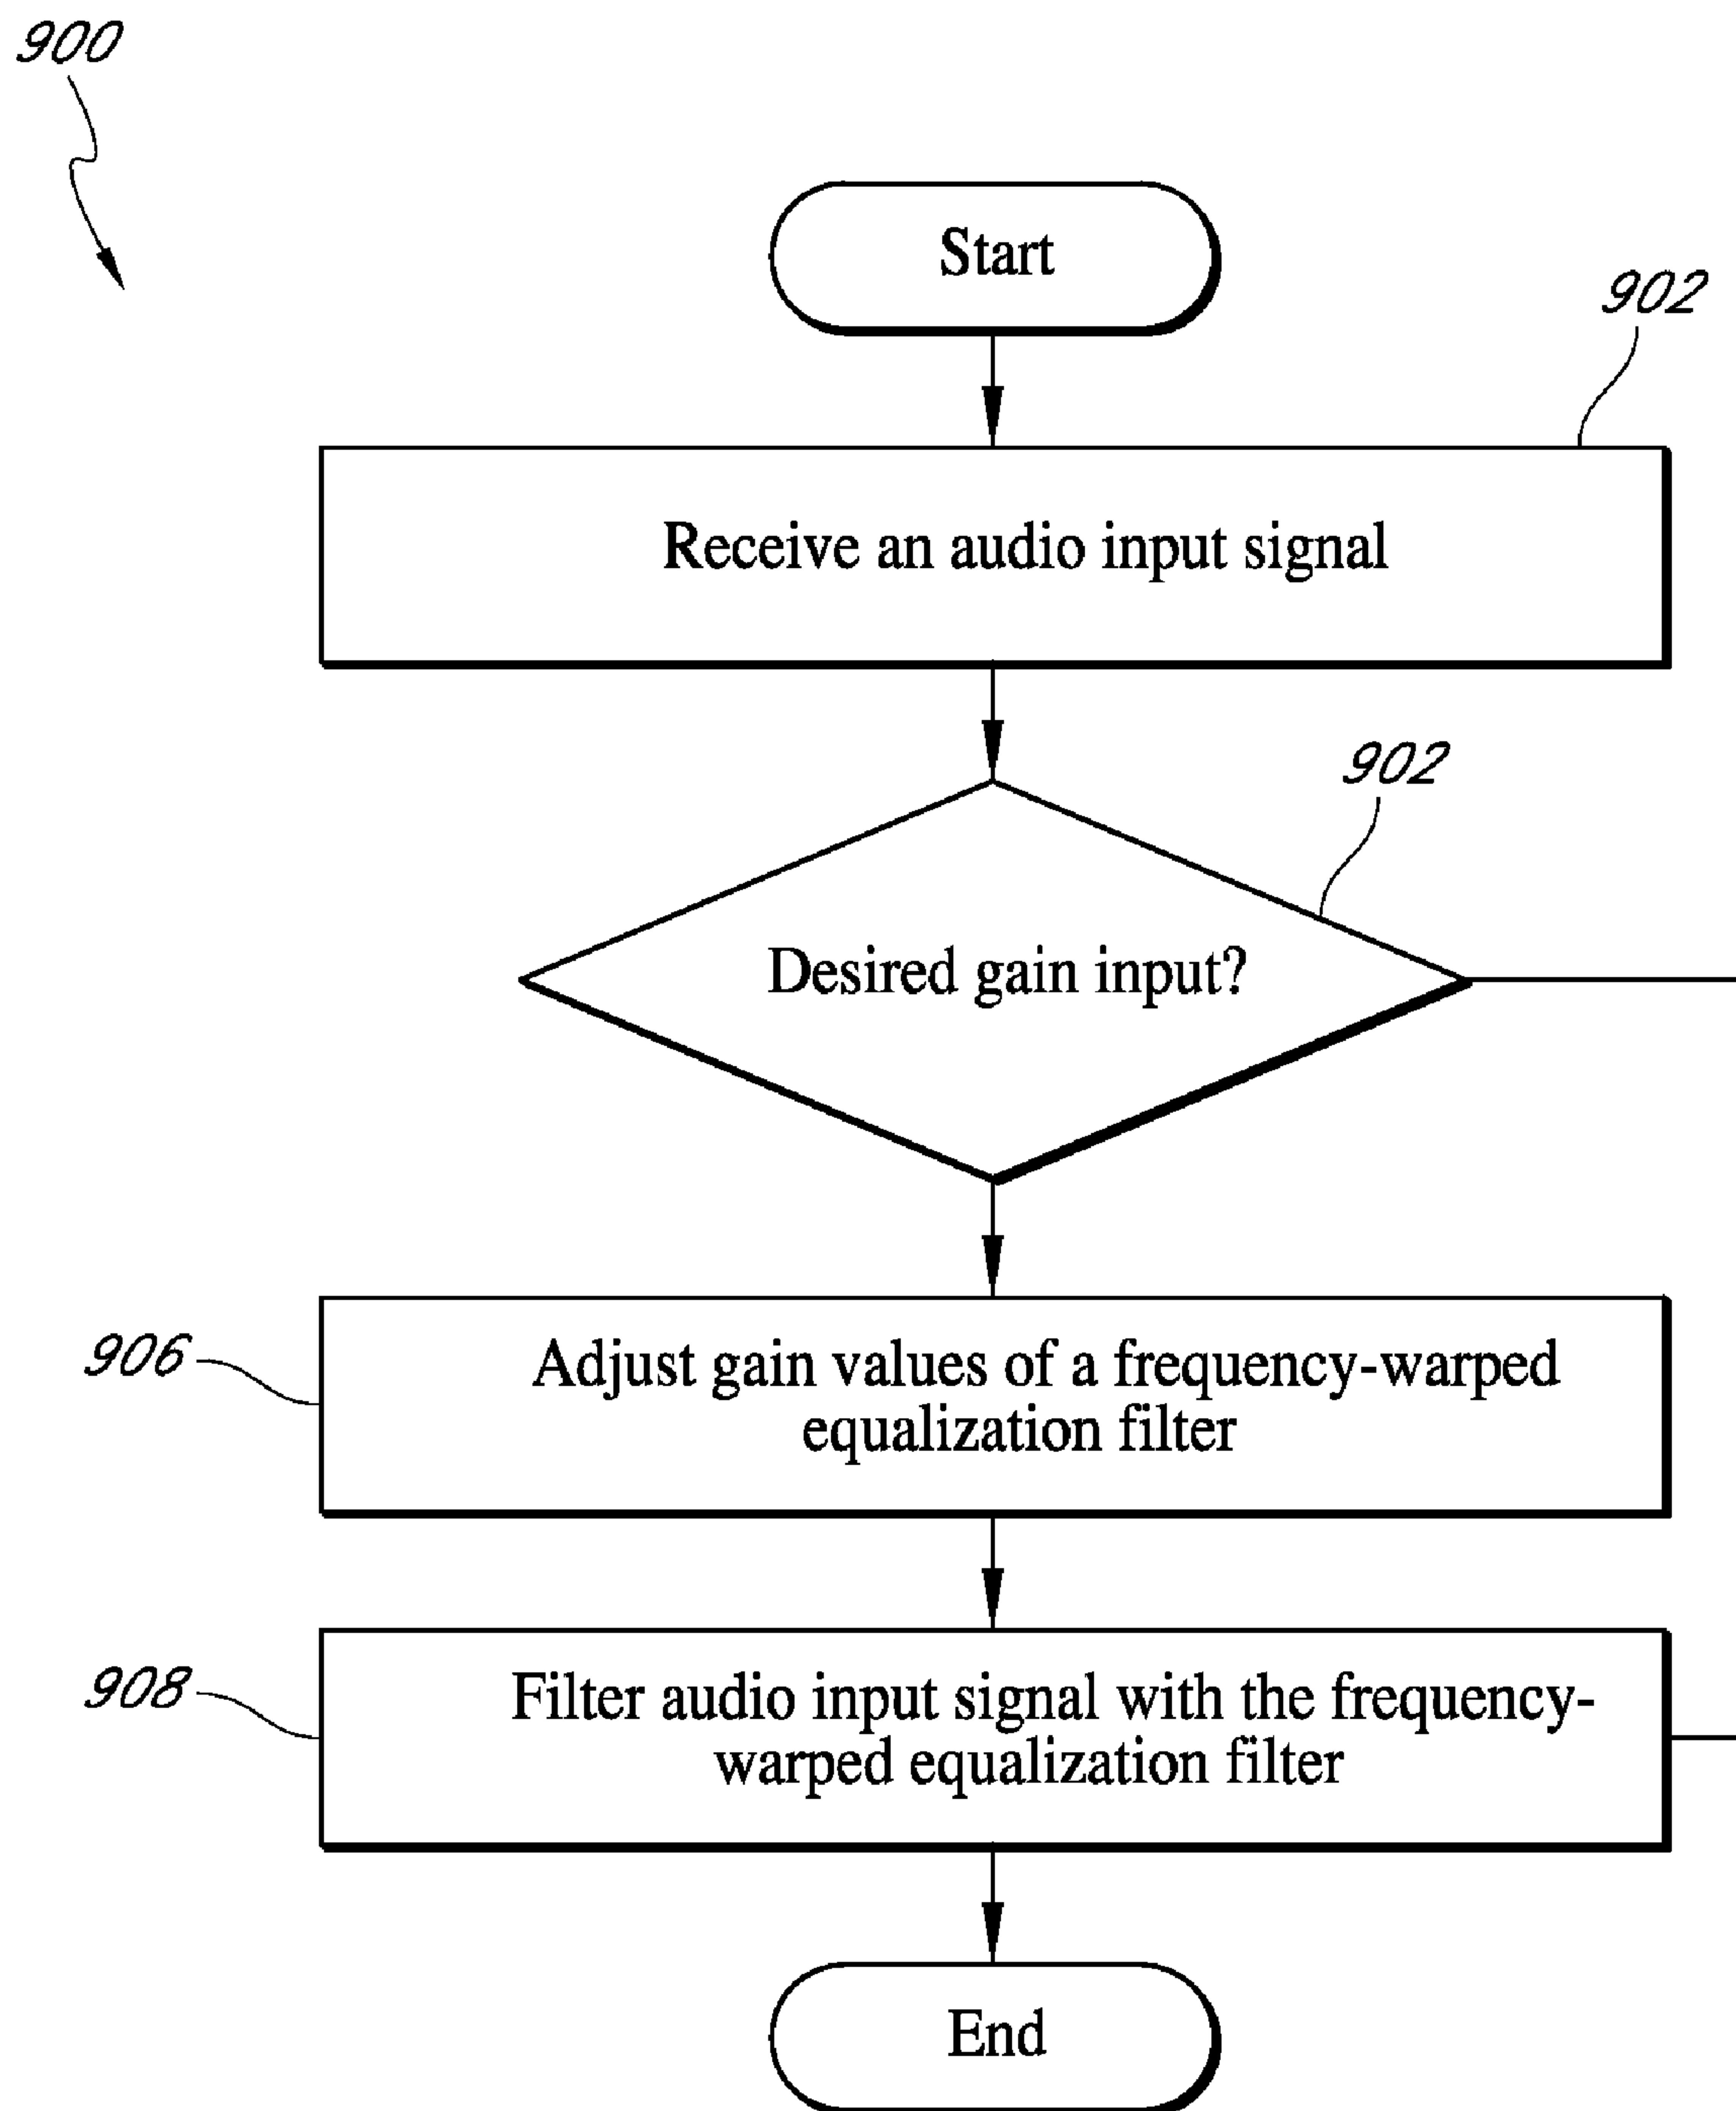 900
Start
902
Receive an audio input signal
902
Desired gain input?
906
Adjust gain values of a frequency-warped
equalization filter
908
Filter audio input signal with the frequency-
warped equalization filter
End